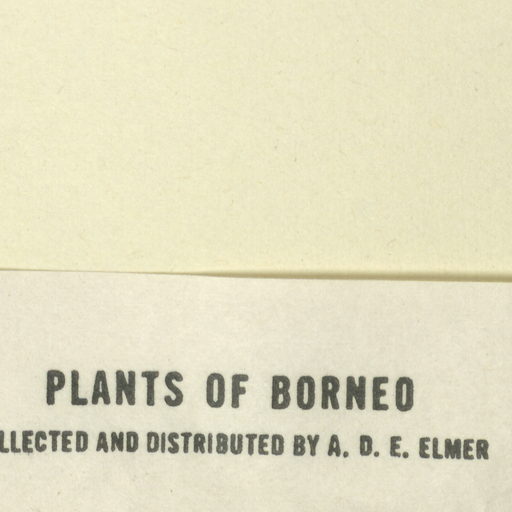 PLANTS OF BORNEO
LLECTED AND DISTRIBUTED BY A. D. E. ELMER